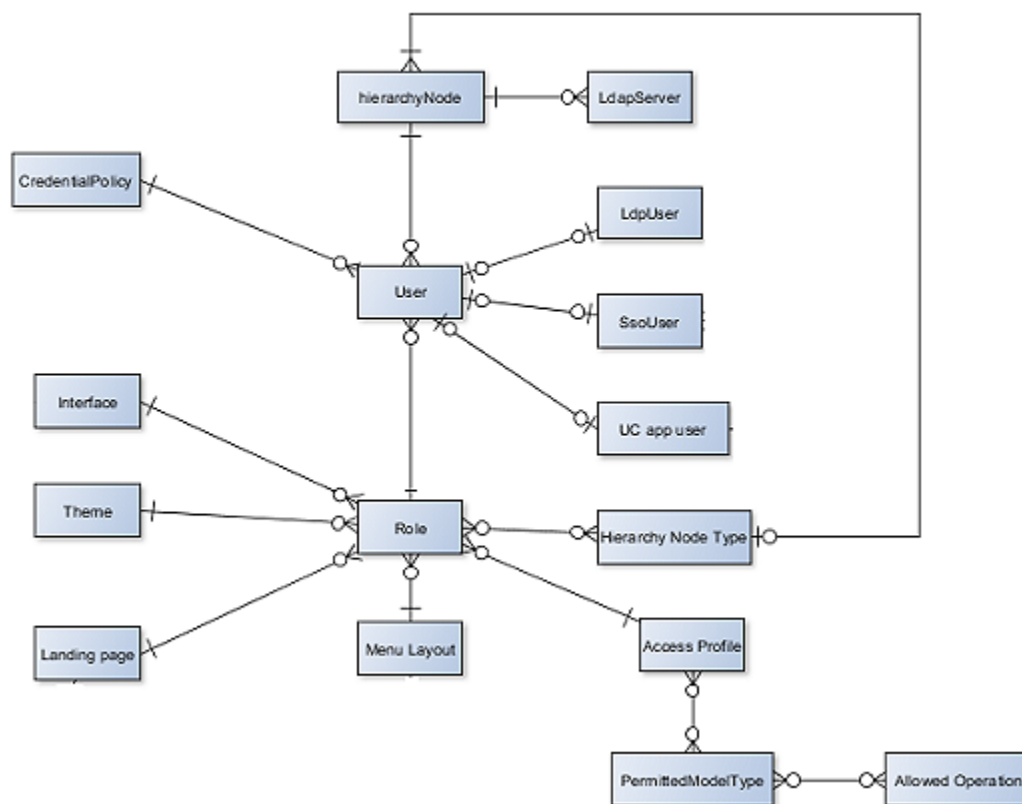 hierarchyNode
LdapServer
CredentialPolicy
LdpUser
User
SsoUser
Interface
UC app user
Theme
Role
Hierarchy Node Type
Landing page
Menu Layout
Access Profile
PermittedModelType
Allowed Operation